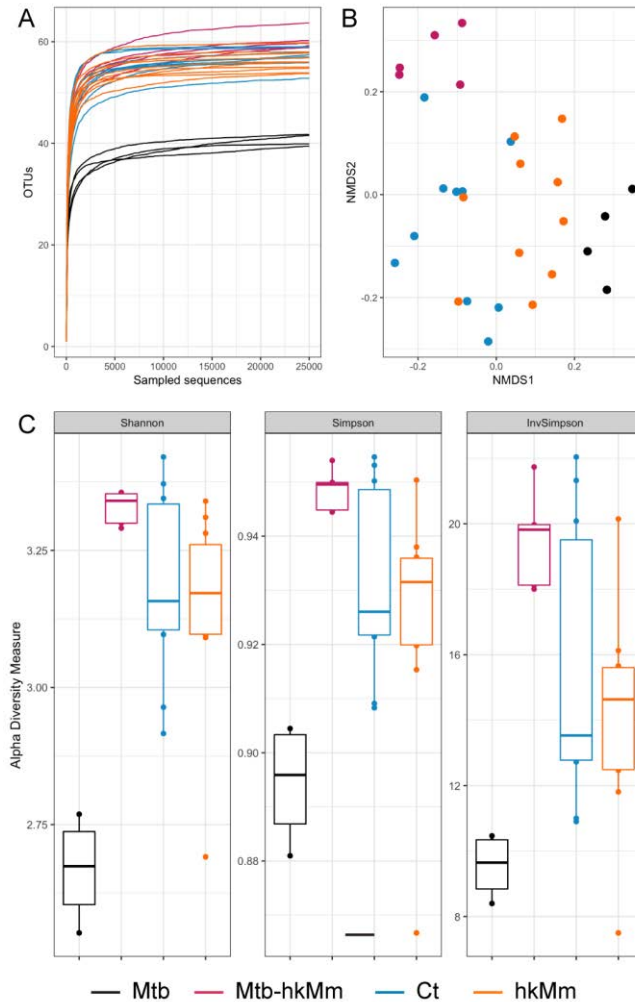 A
OTUs
60
40
20
0
0 5000 10000 15000 20000 25000
Sampled sequences
B
NMDS2
0.2
0.0
-0.2
-0.2 0.0 0.2
NMDS1
C
Alpha Diversity Measure
Shannon
3.25
3.00
2.75
Simpson
0.94
0.92
0.90
0.88
InvSimpson
20
16
12
8
Mtb Mtb-hkMm Ct hkMm